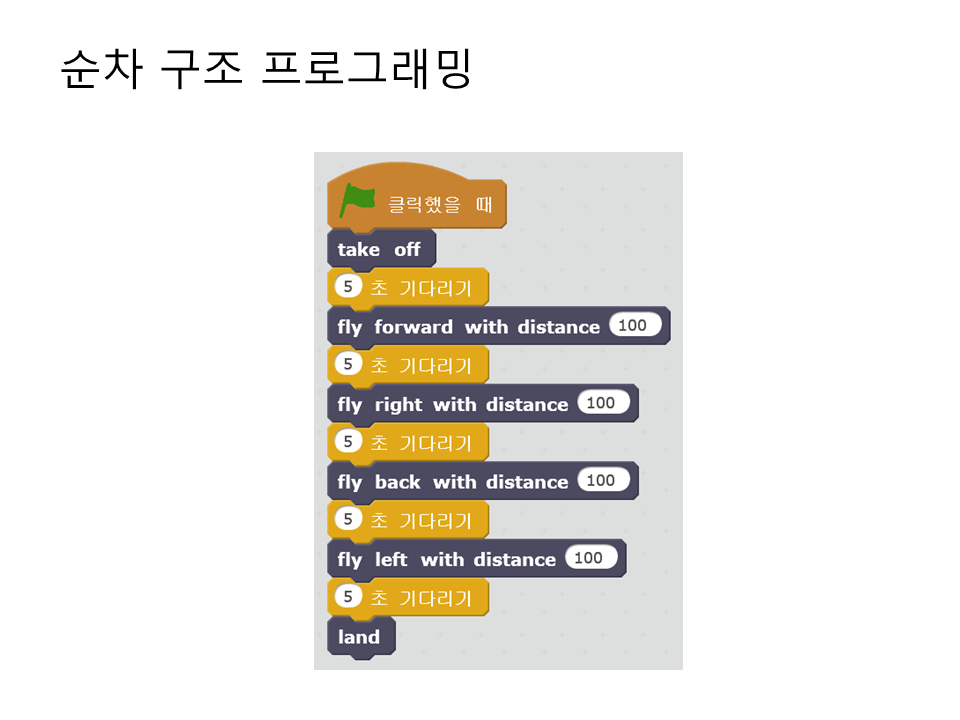 순차 구조 프로그래밍
클릭했을 때
take off
5 초 기다리기
fly forward with distance 100
5 초 기다리기
fly right with distance 100
5 초 기다리기
fly back with distance 100
5 초 기다리기
fly left with distance 100
5 초 기다리기
land